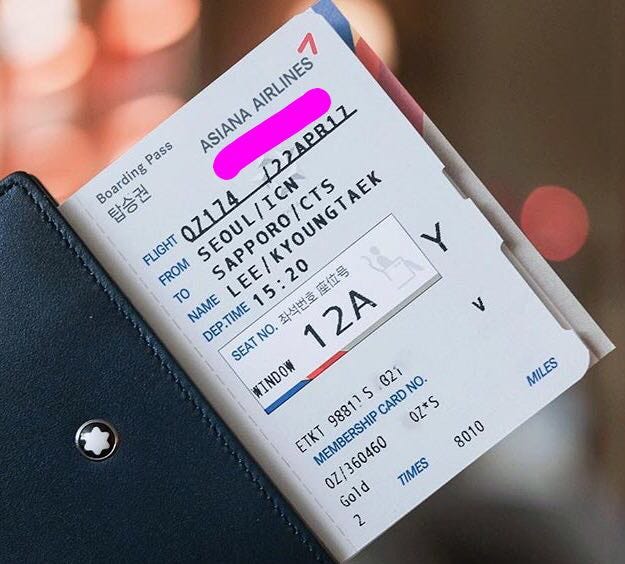 ASIANA AIRLINES
Boarding Pass
탑승권
FLIGHT OZ174 /22APR17
FROM SEOUL/ICN
TO SAPPORO/CTS
NAME LEE/KYOUNGTAEK
DEP.TIME 15:20
SEAT NO. 좌석번호 座位号
12A
WINDOW
Y
V
ETKT 98811 S
MEMBERSHIP CARD NO.
OZ/360460 OZ*S
Gold TIMES 8010 MILES
2